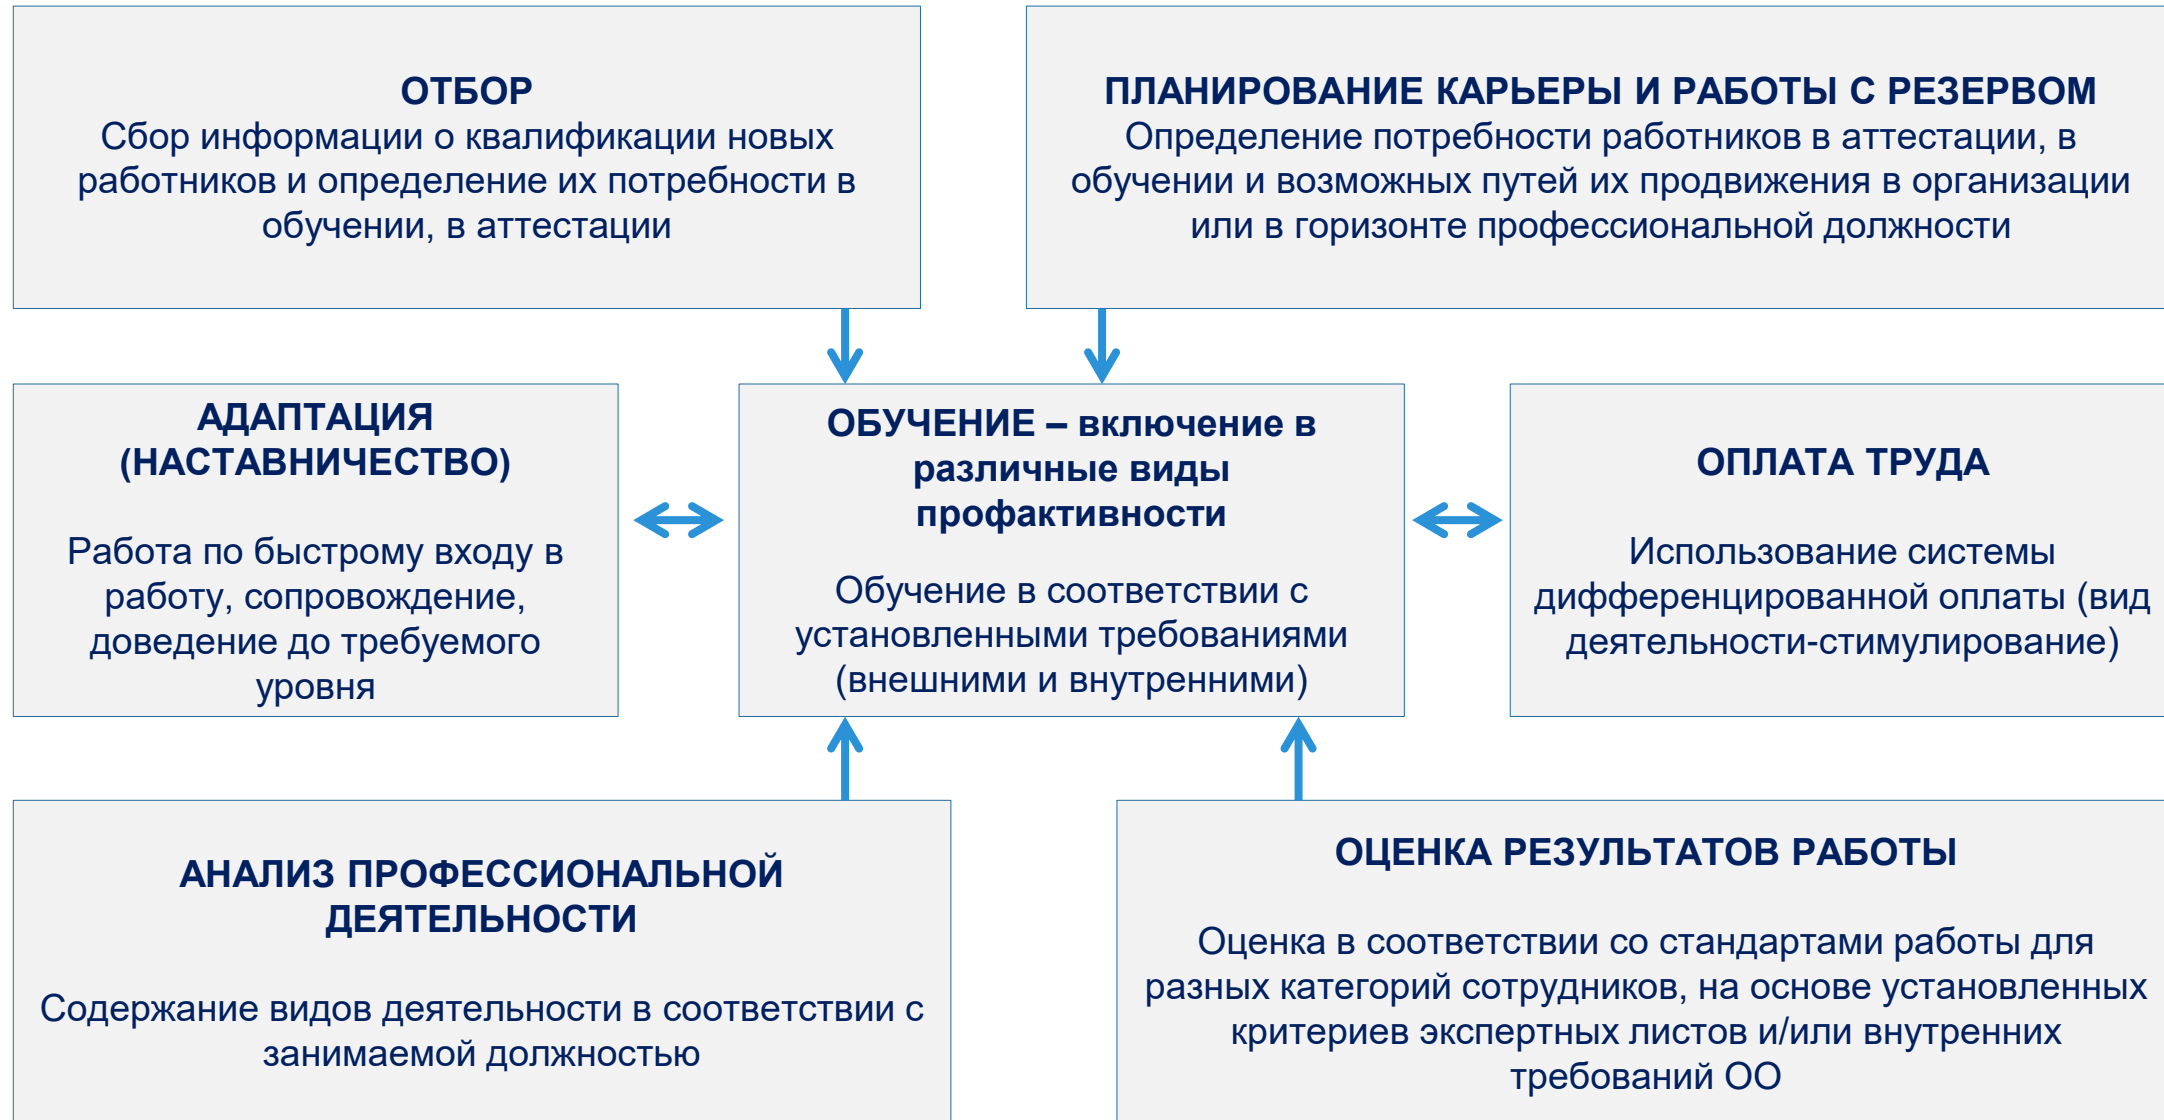 ОТБОР
Сбор информации о квалификации новых
работников и определение их потребности в
обучении, в аттестации
ПЛАНИРОВАНИЕ КАРЬЕРЫ И РАБОТЫ С РЕЗЕРВОМ
Определение потребности работников в аттестации, в
обучении и возможных путей их продвижения в организации
или в горизонте профессиональной должности
АДАПТАЦИЯ
(НАСТАВНИЧЕСТВО)
Работа по быстрому входу в
работу, сопровождение,
доведение до требуемого
уровня
ОБУЧЕНИЕ – включение в
различные виды
профактивности
Обучение в соответствии с
установленными требованиями
(внешними и внутренними)
ОПЛАТА ТРУДА
Использование системы
дифференцированной оплаты (вид
деятельности-стимулирование)
АНАЛИЗ ПРОФЕССИОНАЛЬНОЙ
ДЕЯТЕЛЬНОСТИ
Содержание видов деятельности в соответствии с
занимаемой должностью
ОЦЕНКА РЕЗУЛЬТАТОВ РАБОТЫ
Оценка в соответствии со стандартами работы для
разных категорий сотрудников, на основе установленных
критериев экспертных листов и/или внутренних
требований ОО